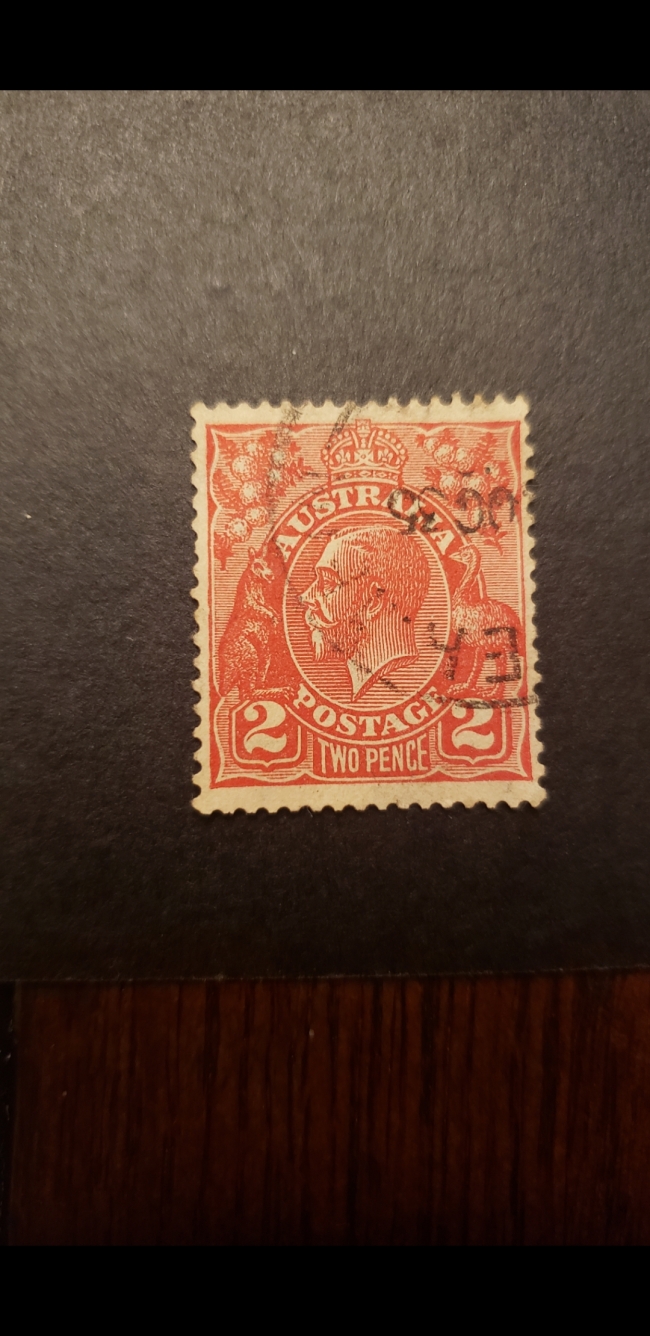 AUSTRALIA
POSTAGE
2 2
TWO PENCE